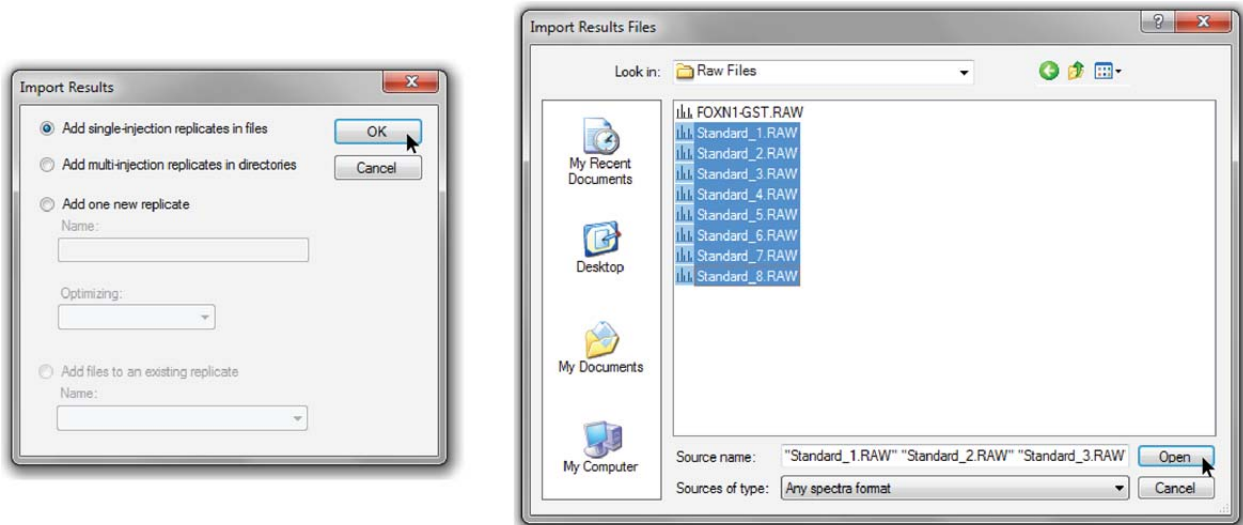 Import Results
Add single-injection replicates in files
OK
Add multi-injection replicates in directories
Cancel
Add one new replicate
Name:
Optimizing:
Add files to an existing replicate
Name:
Import Results Files
Look in:
Raw Files
FOXN1-GST.RAW
Standard_1.RAW
Standard_2.RAW
Standard_3.RAW
Standard_4.RAW
Standard_5.RAW
Standard_6.RAW
Standard_7.RAW
Standard_8.RAW
My Recent
Documents
Desktop
My Documents
My Computer
Source name:
"Standard_1.RAW" "Standard_2.RAW" "Standard_3.RAW
Open
Sources of type:
Any spectra format
Cancel